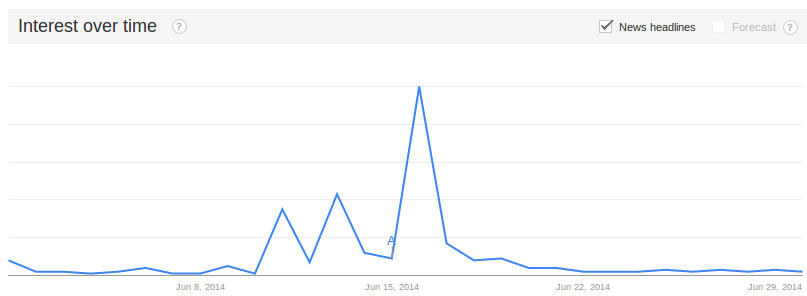 Interest over time ?
News headlines
Forecast ?
A
Jun 8, 2014
Jun 15, 2014
Jun 22, 2014
Jun 29, 2014